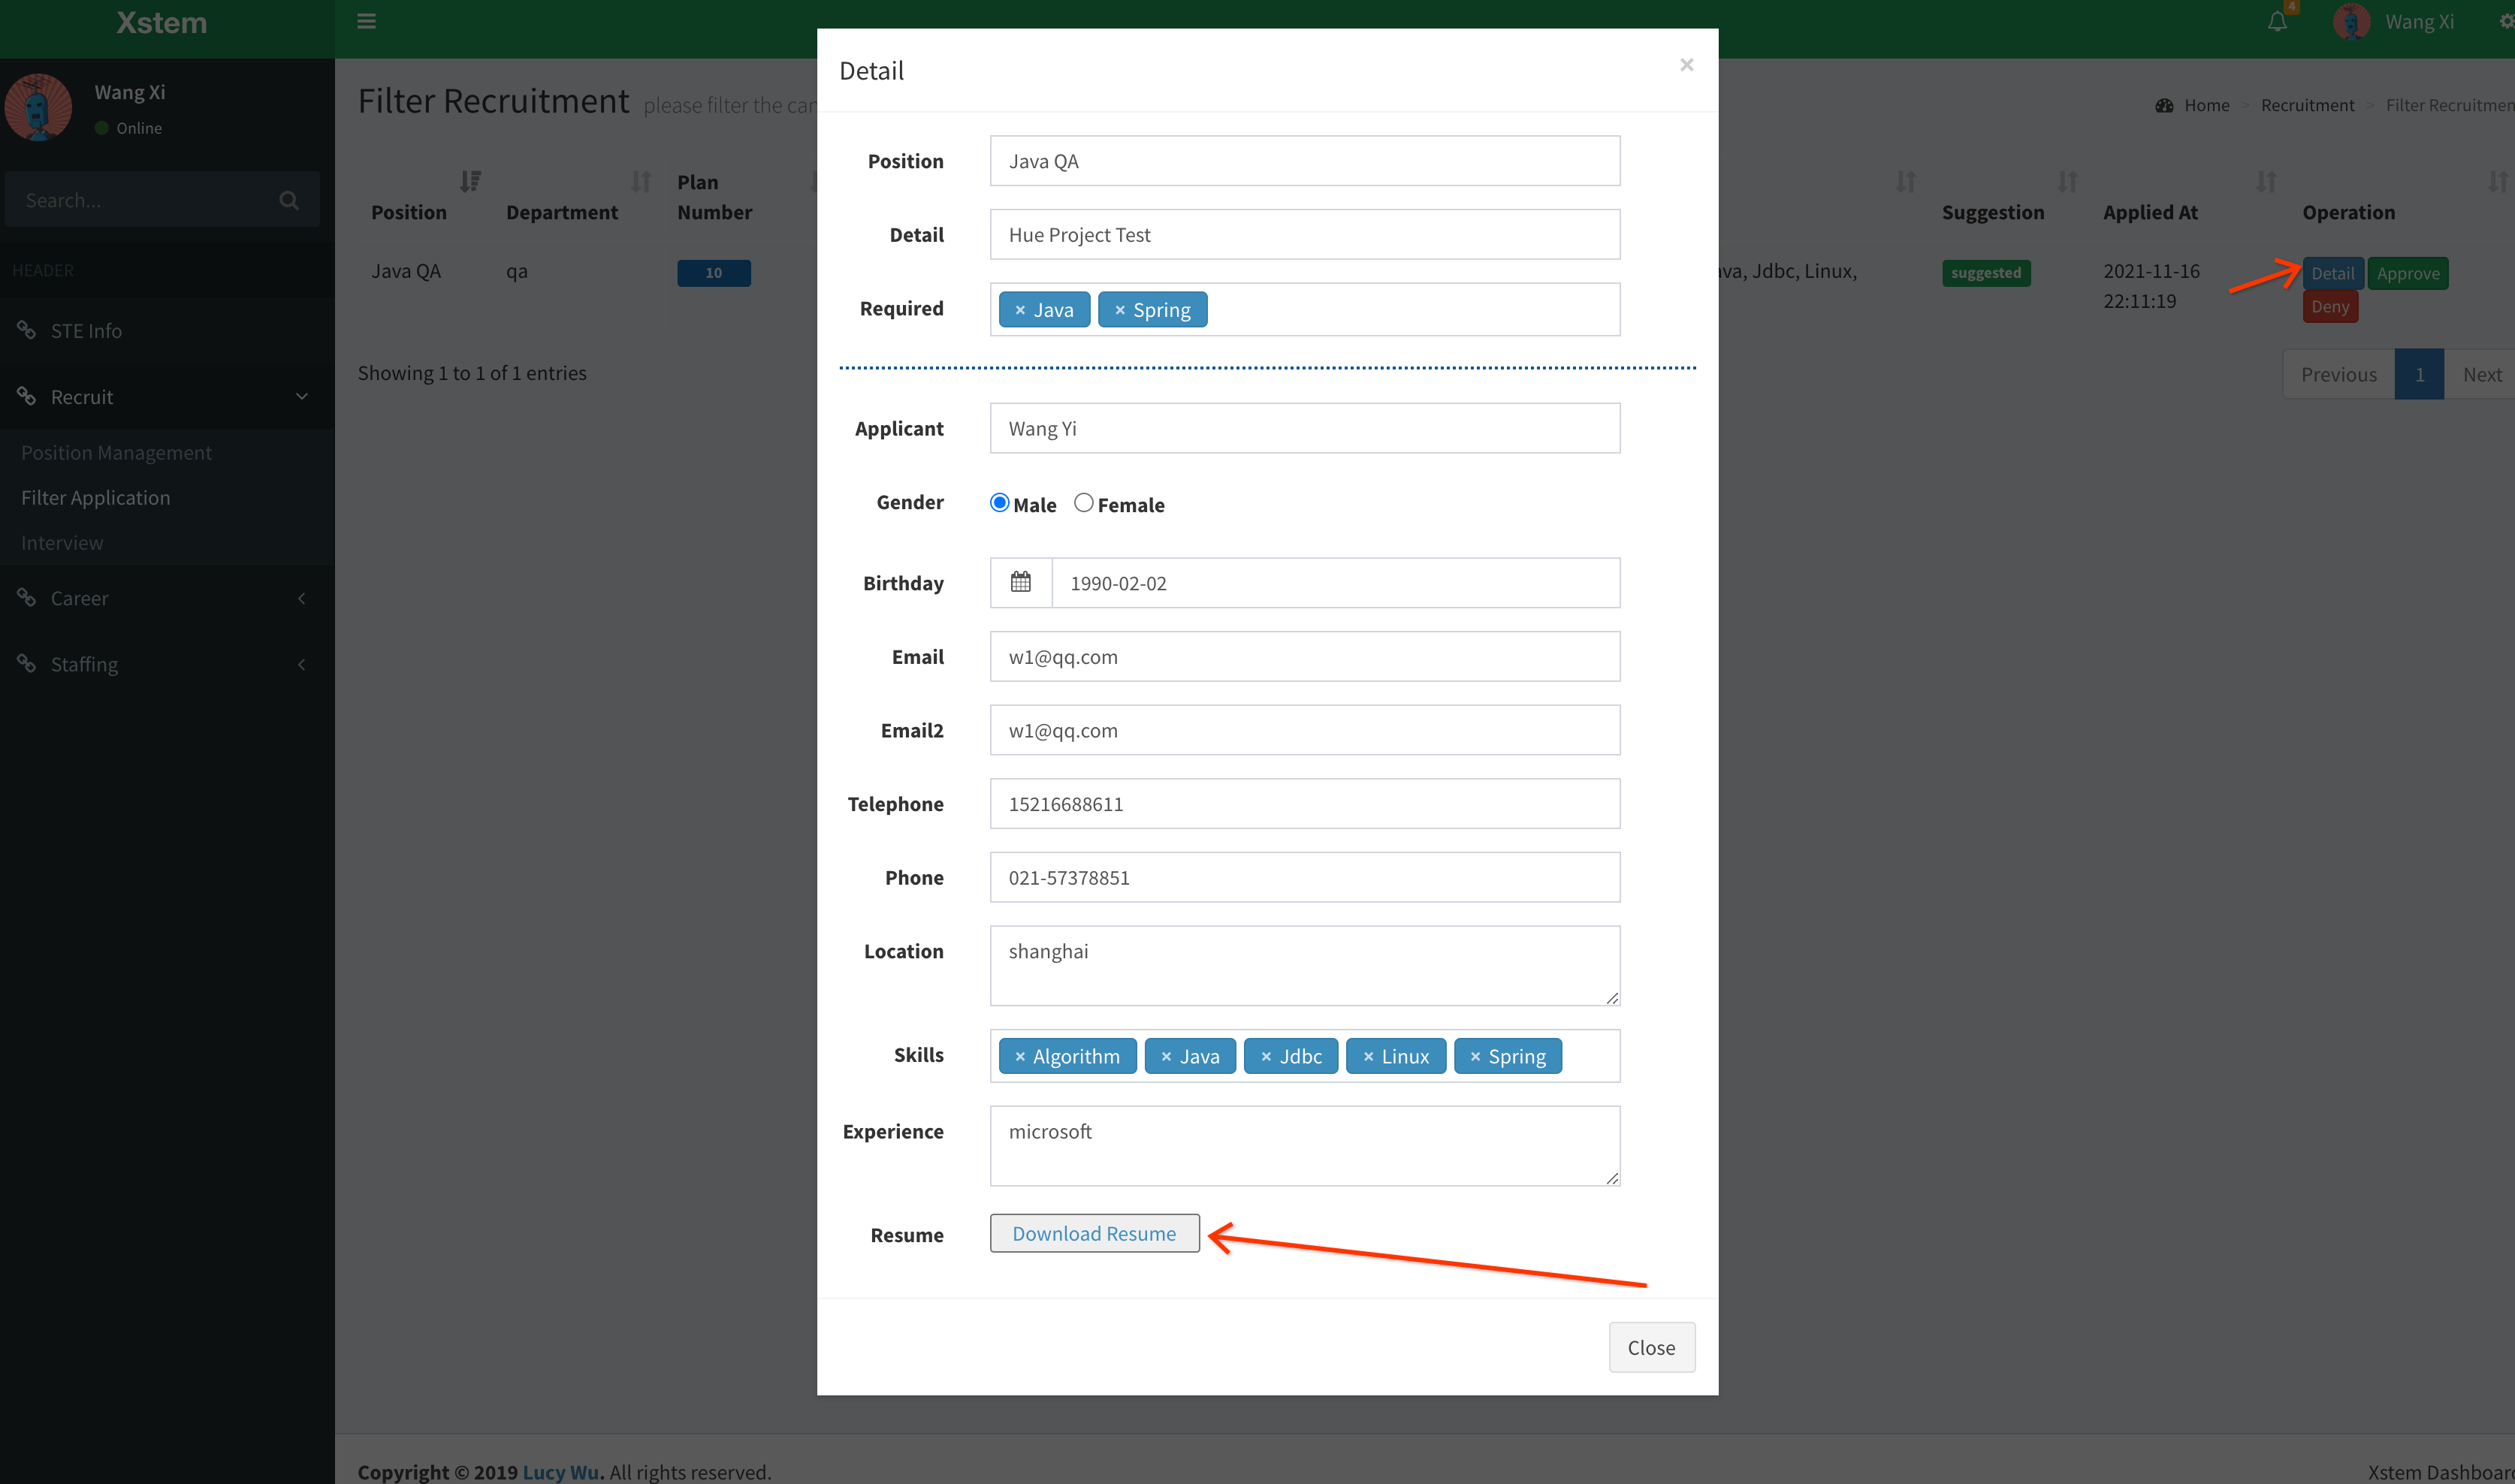 Xstem
4
Wang Xi
Wang Xi
Online
Search...
HEADER
STE Info
Recruit
Position Management
Filter Application
Interview
Career
Staffing
Filter Recruitment please filter the
Home > Recruitment > Filter
Position Department Plan Number
Suggestion Applied At Operation
Java QA qa 10
Jdbc, Linux, suggested 2021-11-16 22:11:19 Detail Approve Deny
Showing 1 to 1 of 1 entries
Previous 1 Next
Detail ×
Position Java QA
Detail Hue Project Test
Required × Java × Spring
Applicant Wang Yi
Gender Male Female
Birthday 1990-02-02
Email w1@qq.com
Email2 w1@qq.com
Telephone 15216688611
Phone 021-57378851
Location shanghai
Skills × Algorithm × Java × Jdbc × Linux × Spring
Experience microsoft
Resume Download Resume
Close
Copyright © 2019 Lucy Wu. All rights reserved.
Xstem